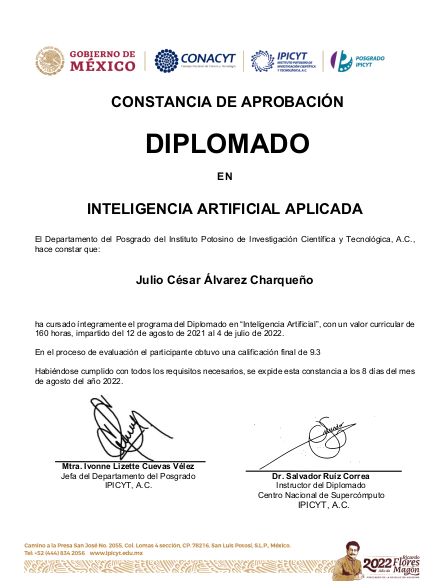 GOBIERNO DE
MÉXICO
CONACYT
Consejo Nacional de Ciencia y Tecnología
IPICYT
INSTITUTO POTOSINO DE
INVESTIGACIÓN CIENTÍFICA
Y TECNOLÓGICA, A.C.
POSGRADO
IPICYT
CONSTANCIA DE APROBACIÓN
DIPLOMADO
EN
INTELIGENCIA ARTIFICIAL APLICADA
El Departamento del Posgrado del Instituto Potosino de Investigación Científica y Tecnológica, A.C.,
hace constar que:
Julio César Álvarez Charqueño
ha cursado íntegramente el programa del Diplomado en “Inteligencia Artificial”, con un valor curricular de
160 horas, impartido del 12 de agosto de 2021 al 4 de julio de 2022.
En el proceso de evaluación el participante obtuvo una calificación final de 9.3
Habiéndose cumplido con todos los requisitos necesarios, se expide esta constancia a los 8 días del mes
de agosto del año 2022.
Mtra. Ivonne Lizette Cuevas Vélez
Jefa del Departamento del Posgrado
IPICYT, A.C.
Dr. Salvador Ruíz Correa
Instructor del Diplomado
Centro Nacional de Supercómputo
IPICYT, A.C.
Camino a la Presa San José No. 2055, Col. Lomas 4 sección, CP. 78216, San Luis Potosí, S.L.P., México.
Tel: +52 (444) 834 2056 www.ipicyt.edu.mx
2022 Ricardo
Año de Flores
Magón